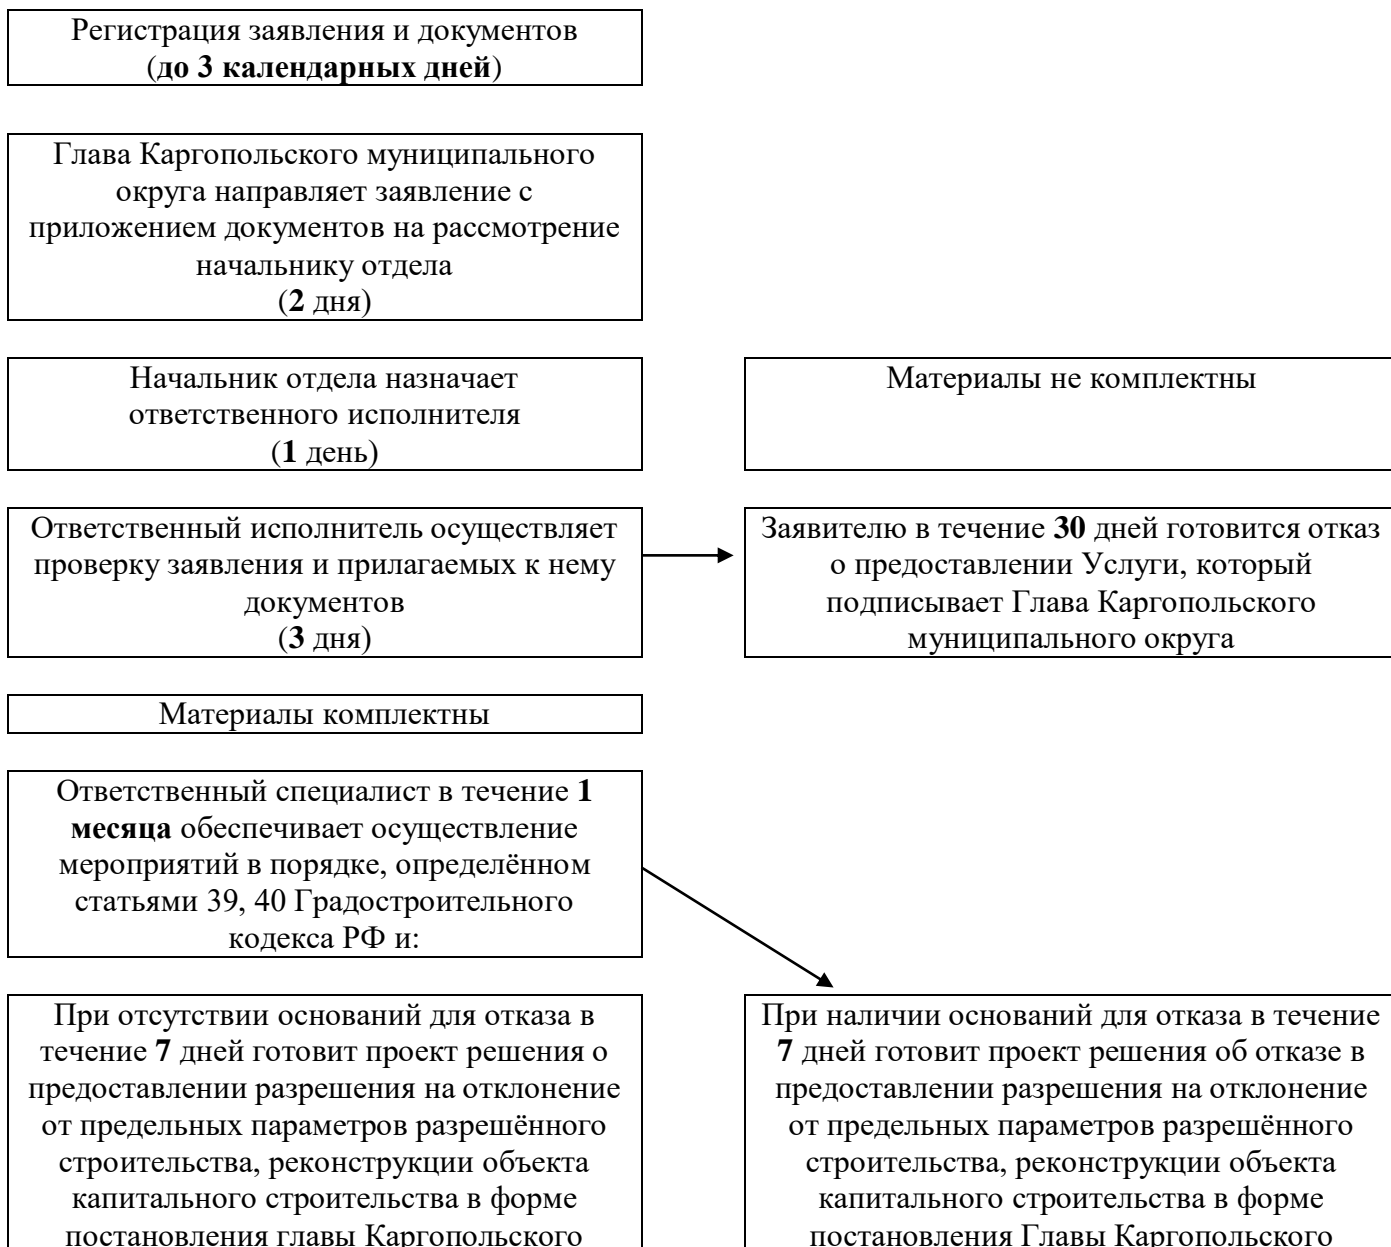 Регистрация заявления и документов
(до 3 календарных дней)
Глава Каргопольского муниципального
округа направляет заявление с
приложением документов на рассмотрение
начальнику отдела
(2 дня)
Начальник отдела назначает
ответственного исполнителя
(1 день)
Материалы не комплектны
Ответственный исполнитель осуществляет
проверку заявления и прилагаемых к нему
документов
(3 дня)
Заявителю в течение 30 дней готовится отказ
о предоставлении Услуги, который
подписывает Глава Каргопольского
муниципального округа
Материалы комплектны
Ответственный специалист в течение 1
месяца обеспечивает осуществление
мероприятий в порядке, определённом
статьями 39, 40 Градостроительного
кодекса РФ и:
При отсутствии оснований для отказа в
течение 7 дней готовит проект решения о
предоставлении разрешения на отклонение
от предельных параметров разрешённого
строительства, реконструкции объекта
капитального строительства в форме
постановления главы Каргопольского
При наличии оснований для отказа в течение
7 дней готовит проект решения об отказе в
предоставлении разрешения на отклонение
от предельных параметров разрешённого
строительства, реконструкции объекта
капитального строительства в форме
постановления Главы Каргопольского